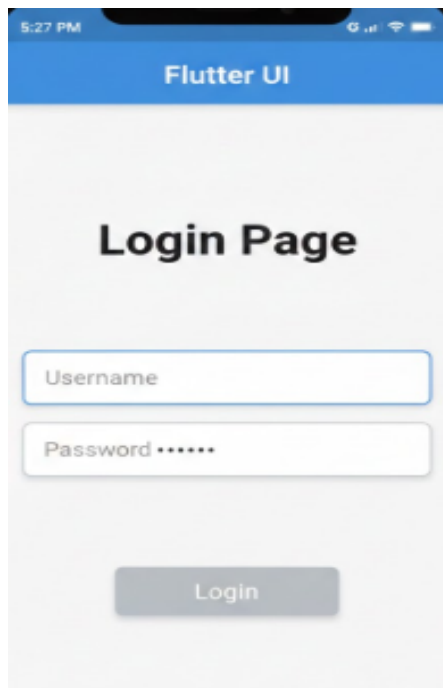 5:27 PM
Flutter UI
Login Page
Username
Password ••••••
Login